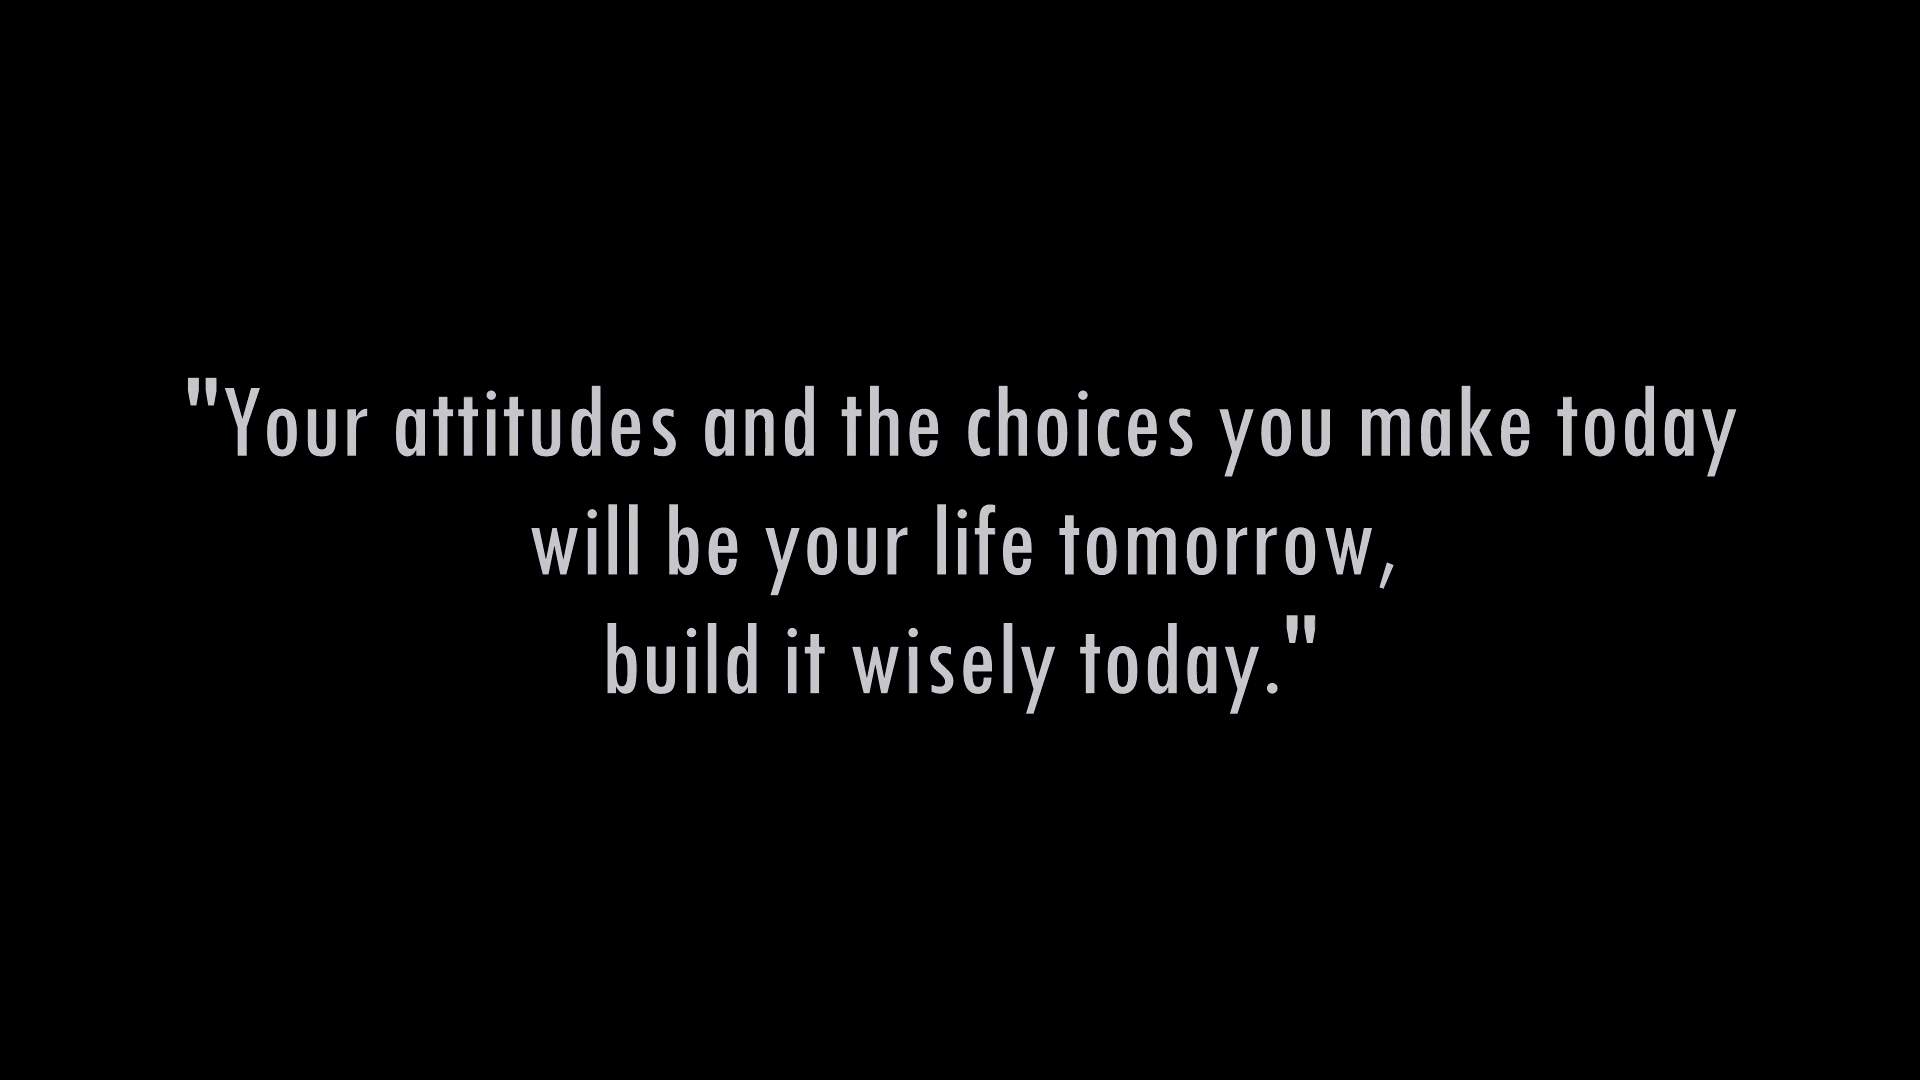 "Your attitudes and the choices you make today
will be your life tomorrow,
build it wisely today."